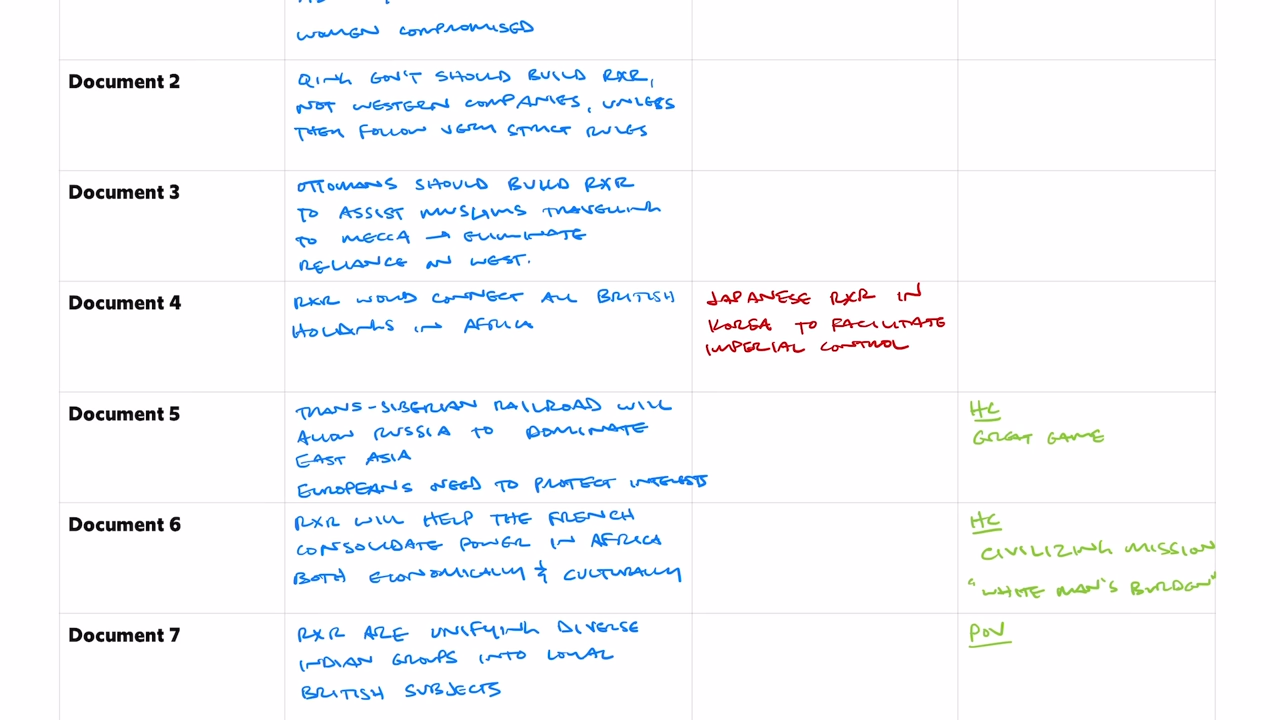 WOMEN COMPROMISED
Document 2
QING GOV'T SHOULD BUILD RXR,
NOT WESTERN COMPANIES, UNLESS
THEY FOLLOW VERY STRICT RULES
Document 3
OTTOMANS SHOULD BUILD RXR
TO ASSIST MUSLIMS TRAVELLING
TO MECCA → ELIMINATE
RELIANCE ON WEST.
Document 4
RXR WOULD CONNECT ALL BRITISH
HOLDINGS IN AFRICA
JAPANESE RXR IN
KOREA TO FACILITATE
IMPERIAL CONTROL
Document 5
TRANS-SIBERIAN RAILROAD WILL
ALLOW RUSSIA TO DOMINATE
EAST ASIA
EUROPEANS NEED TO PROTECT INTERESTS
HC
GREAT GAME
Document 6
RXR WILL HELP THE FRENCH
CONSOLIDATE POWER IN AFRICA
BOTH ECONOMICALLY & CULTURALLY
HC
CIVILIZING MISSION
"WHITE MAN'S BURDEN"
Document 7
RXR ARE UNIFYING DIVERSE
INDIAN GROUPS INTO LOYAL
BRITISH SUBJECTS
POV